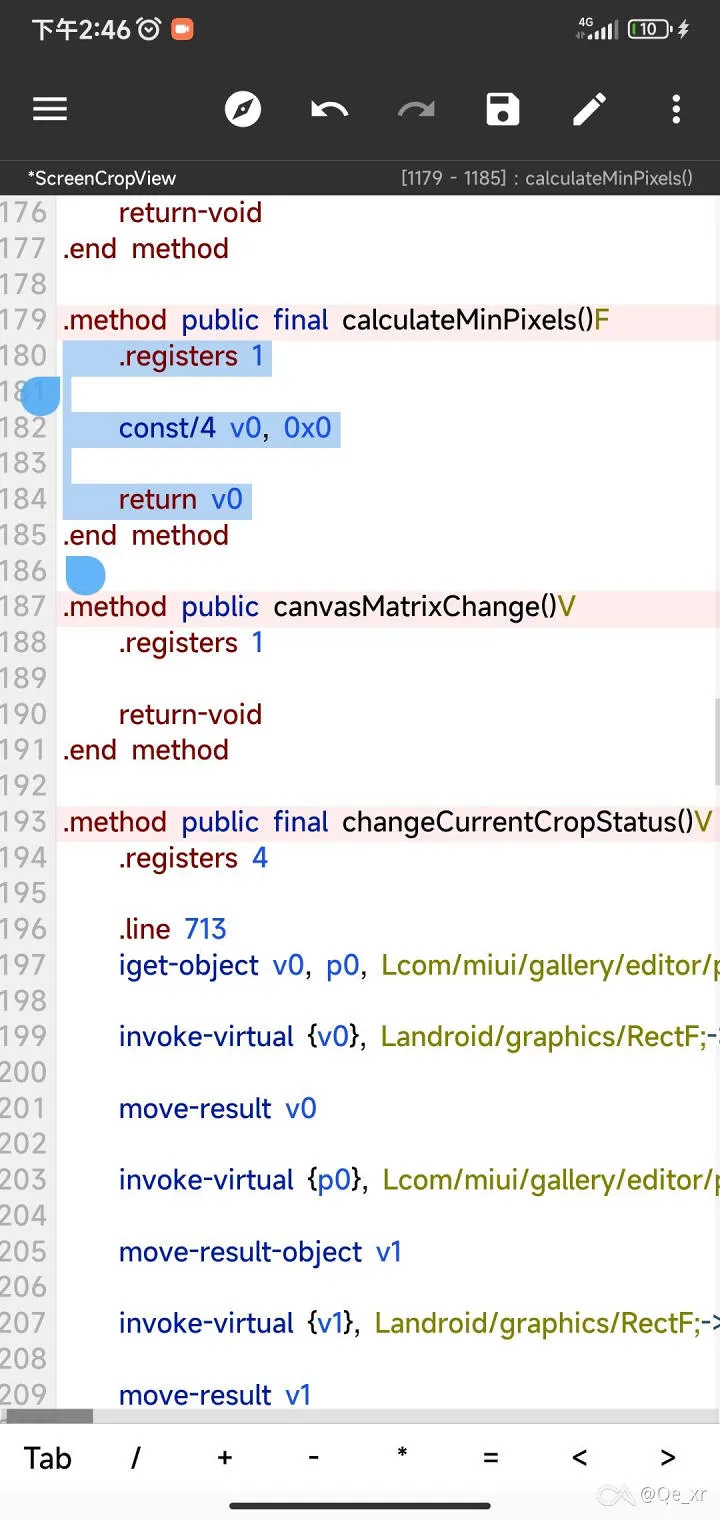 下午2:46
4G
10
*ScreenCropView [1179 - 1185] : calculateMinPixels()
176 return-void
177 .end method
178
179 .method public final calculateMinPixels()F
180 .registers 1
181
182 const/4 v0, 0x0
183
184 return v0
185 .end method
186
187 .method public canvasMatrixChange()V
188 .registers 1
189
190 return-void
191 .end method
192
193 .method public final changeCurrentCropStatus()V
194 .registers 4
195
196 .line 713
197 iget-object v0, p0, Lcom/miui/gallery/editor/p
198
199 invoke-virtual {v0}, Landroid/graphics/RectF;-
200
201 move-result v0
202
203 invoke-virtual {p0}, Lcom/miui/gallery/editor/p
204
205 move-result-object v1
206
207 invoke-virtual {v1}, Landroid/graphics/RectF;->
208
209 move-result v1
Tab / + - * = < >
@Qe_xr